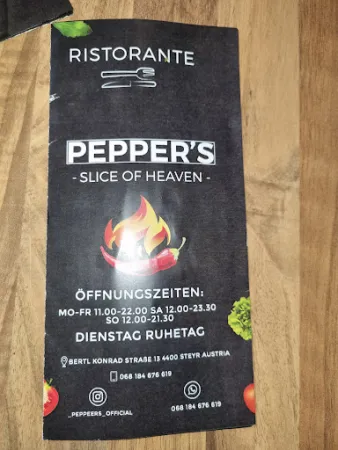 RISTORANTE
PEPPER'S
- SLICE OF HEAVEN -
ÖFFNUNGSZEITEN:
MO-FR 11.00-22.00 SA 12.00-23.30
SO 12.00-21.30
DIENSTAG RUHETAG
BERTL KONRAD STRAßE 13 4400 STEYR AUSTRIA
068 184 676 619
_PEPPEERS_OFFICIAL
068 184 676 619